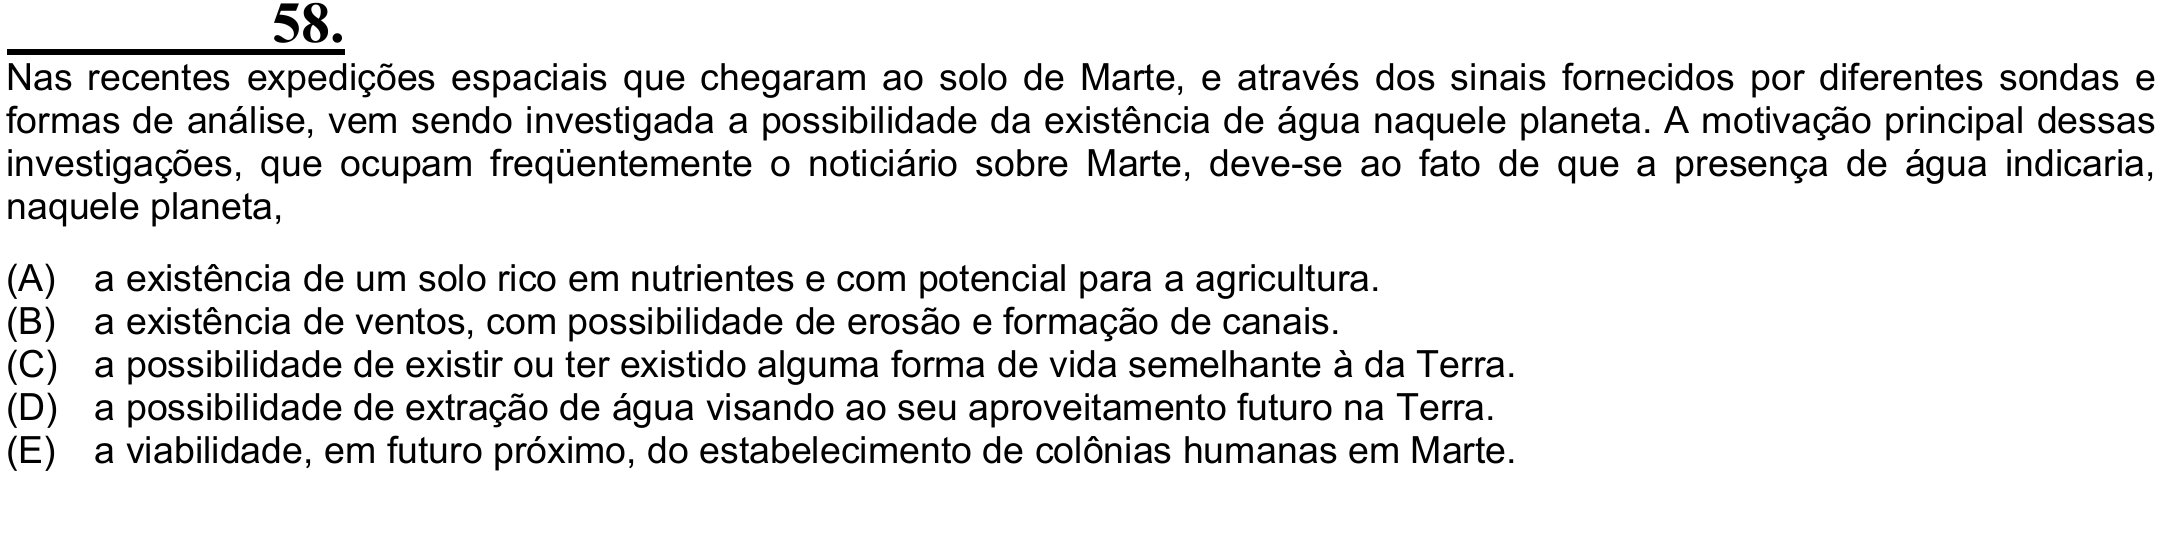 58.
Nas recentes expedições espaciais que chegaram ao solo de Marte, e através dos sinais fornecidos por diferentes sondas e
formas de análise, vem sendo investigada a possibilidade da existência de água naquele planeta. A motivação principal dessas
investigações, que ocupam freqüentemente o noticiário sobre Marte, deve-se ao fato de que a presença de água indicaria,
naquele planeta,
(A) a existência de um solo rico em nutrientes e com potencial para a agricultura.
(B) a existência de ventos, com possibilidade de erosão e formação de canais.
(C) a possibilidade de existir ou ter existido alguma forma de vida semelhante à da Terra.
(D) a possibilidade de extração de água visando ao seu aproveitamento futuro na Terra.
(E) a viabilidade, em futuro próximo, do estabelecimento de colônias humanas em Marte.